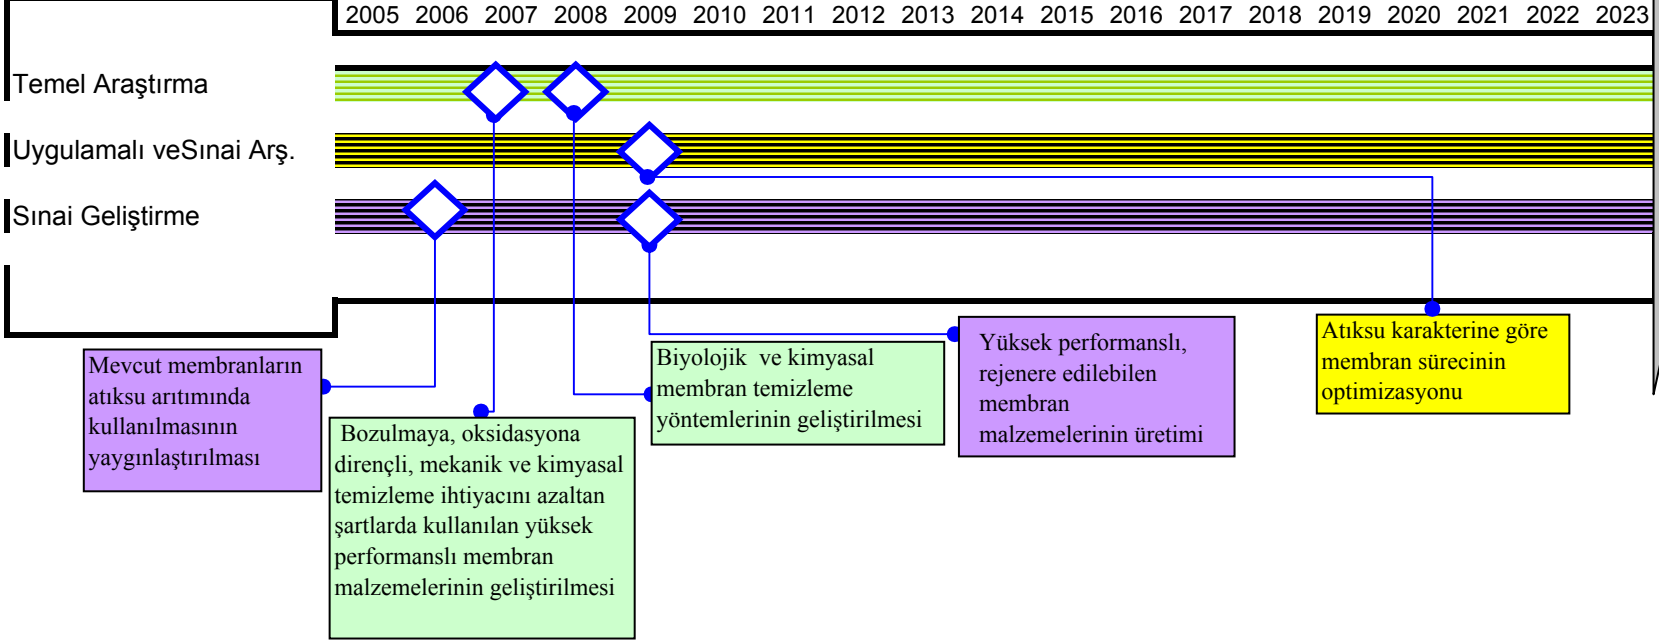 2005 2006 2007 2008 2009 2010 2011 2012 2013 2014 2015 2016 2017 2018 2019 2020 2021 2022 2023
Temel Araştırma
Uygulamalı veSınai Arş.
Sınai Geliştirme
Mevcut membranların
atıksu arıtımında
kullanılmasının
yaygınlaştırılması
Bozulmaya, oksidasyona
dirençli, mekanik ve kimyasal
temizleme ihtiyacını azaltan
şartlarda kullanılan yüksek
performanslı membran
malzemelerinin geliştirilmesi
Biyolojik ve kimyasal
membran temizleme
yöntemlerinin geliştirilmesi
Yüksek performanslı,
rejenere edilebilen
membran
malzemelerinin üretimi
Atıksu karakterine göre
membran sürecinin
optimizasyonu